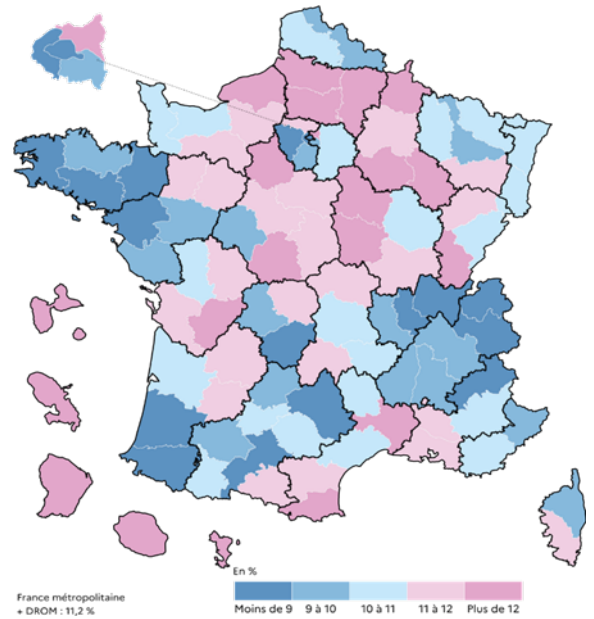 En %
France métropolitaine
+ DROM : 11,2 %
Moins de 9 9 à 10 10 à 11 11 à 12 Plus de 12